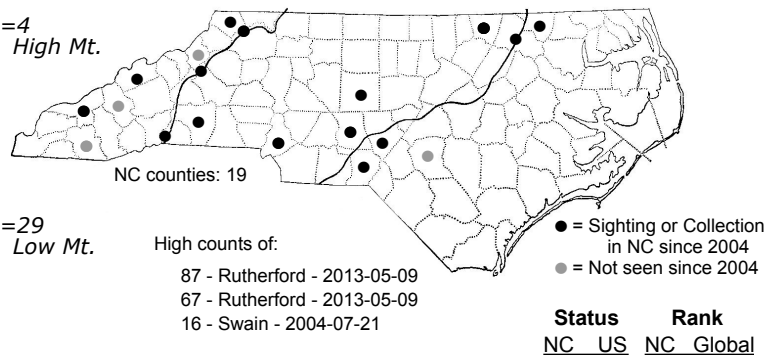 =4
High Mt.
NC counties: 19
=29
Low Mt.
High counts of:
87 - Rutherford - 2013-05-09
67 - Rutherford - 2013-05-09
16 - Swain - 2004-07-21
● = Sighting or Collection
in NC since 2004
● = Not seen since 2004
Status Rank
NC US NC Global